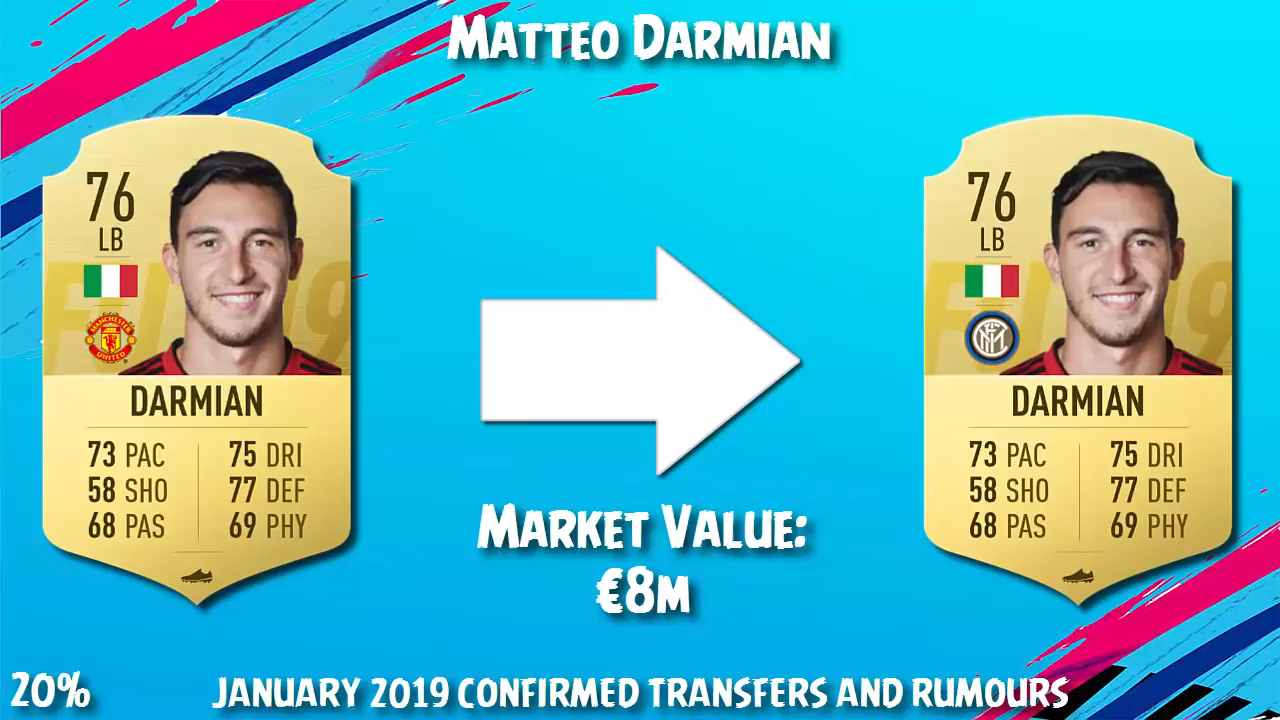 MATTEO DARMIAN
76
LB
MANCHESTER
UNITED
DARMIAN
73 PAC 75 DRI
58 SHO 77 DEF
68 PAS 69 PHY
76
LB
DARMIAN
73 PAC 75 DRI
58 SHO 77 DEF
68 PAS 69 PHY
MARKET VALUE:
€8M
20%
JANUARY 2019 CONFIRMED TRANSFERS AND RUMOURS